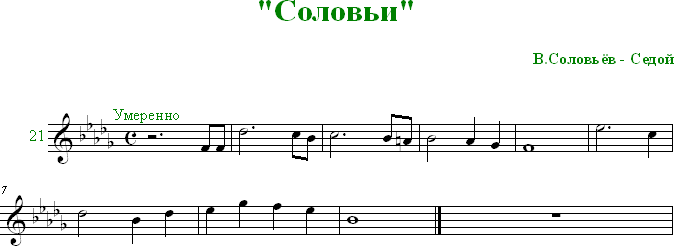 "Соловьи"
В.Соловьёв - Седой
Умеренно
21
7